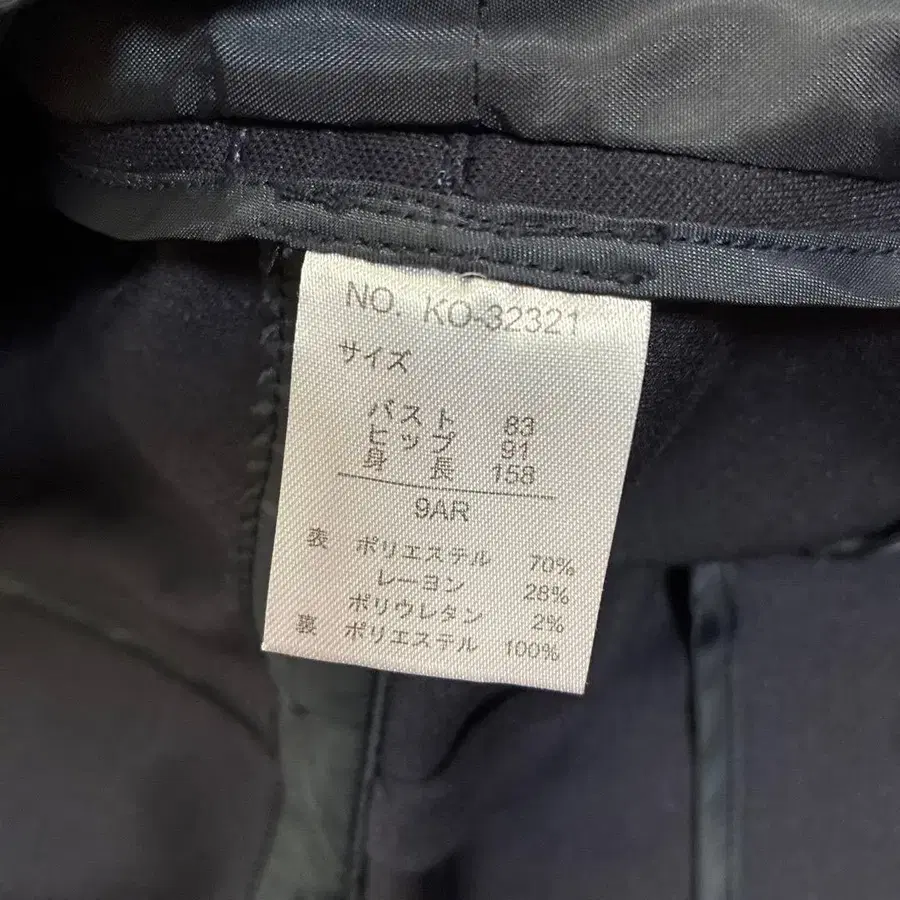 NO. KO-32321
サイズ
バスト 83
ヒップ 91
身 長 158
9AR
表 ポリエステル 70%
レーヨン 28%
ポリウレタン 2%
裏 ポリエステル 100%